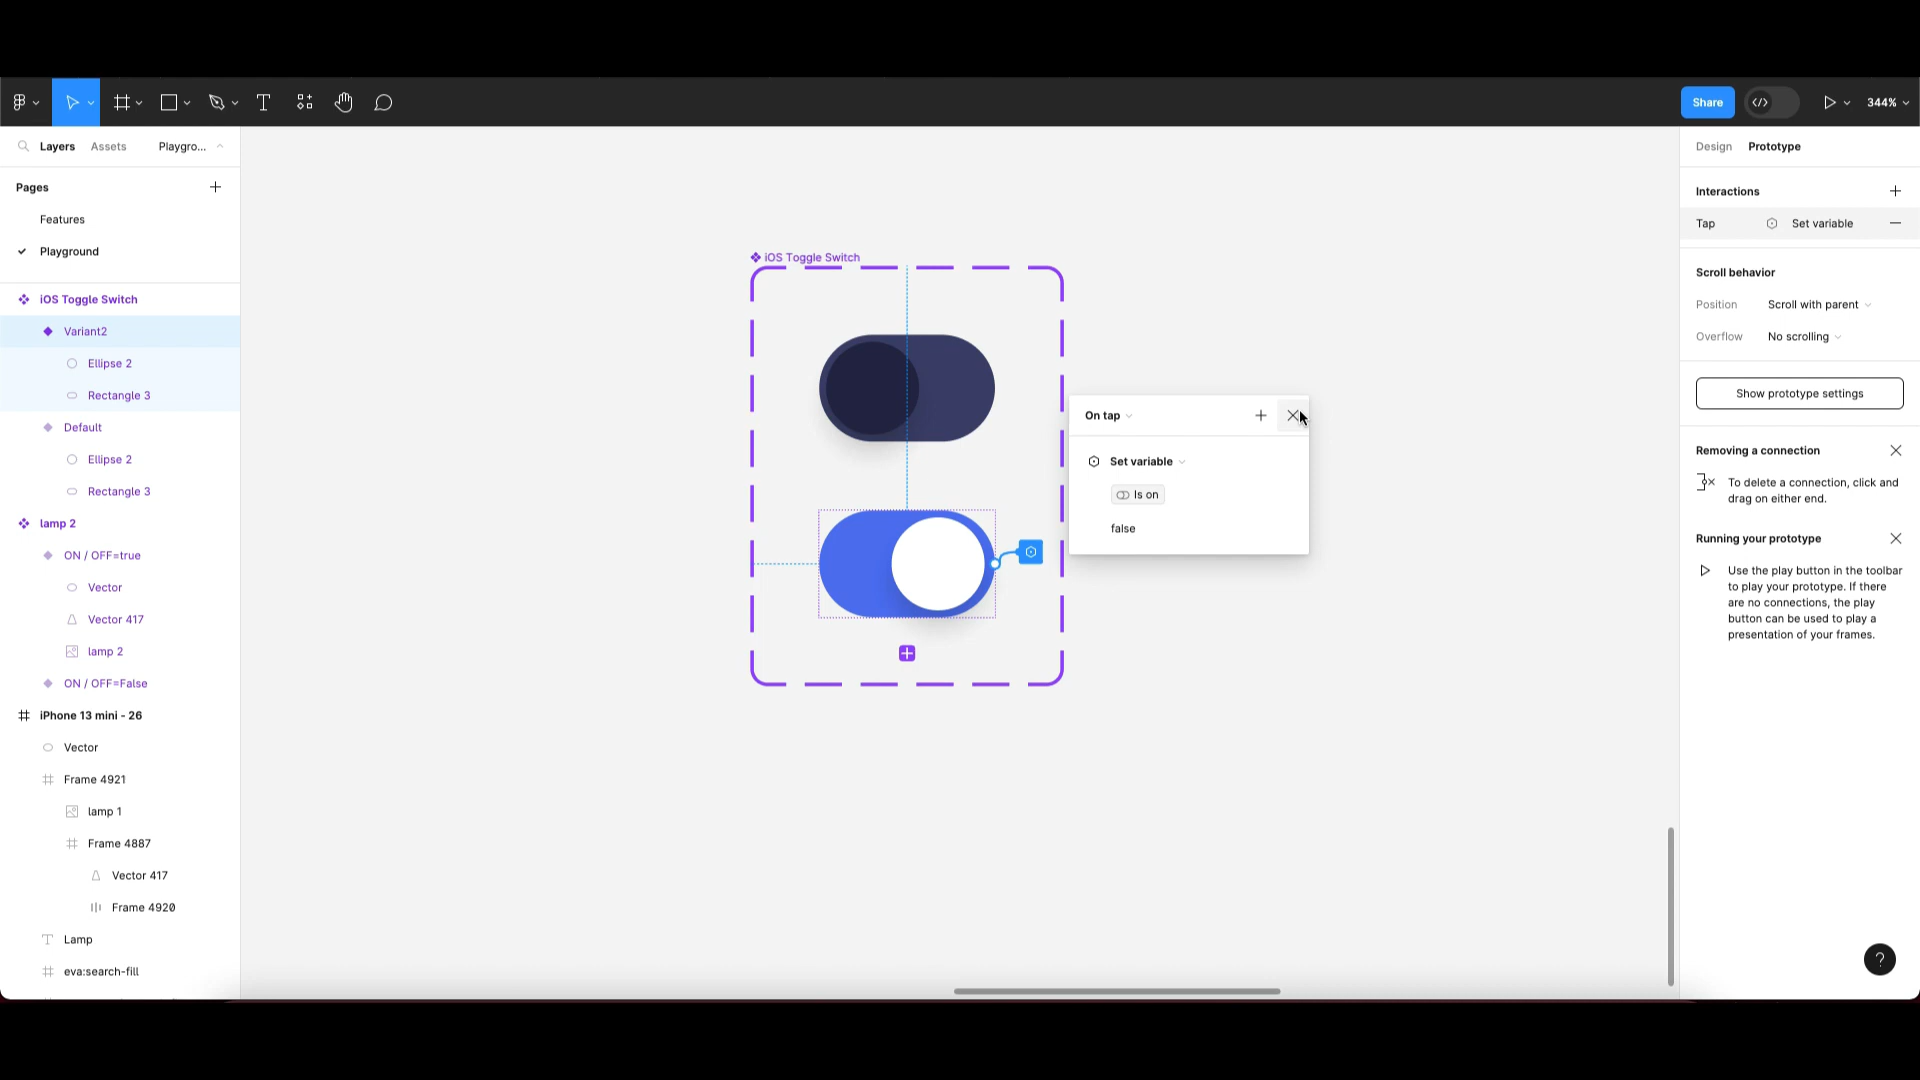 Share
344%
Layers
Assets
Playgro...
Pages
Features
Playground
iOS Toggle Switch
Variant2
Ellipse 2
Rectangle 3
Default
Ellipse 2
Rectangle 3
lamp 2
ON / OFF=true
Vector
Vector 417
lamp 2
ON / OFF=False
iPhone 13 mini - 26
Vector
Frame 4921
lamp 1
Frame 4887
Vector 417
Frame 4920
Lamp
eva:search-fill
iOS Toggle Switch
On tap
Set variable
Is on
false
Design
Prototype
Interactions
Tap
Set variable
Scroll behavior
Position
Scroll with parent
Overflow
No scrolling
Show prototype settings
Removing a connection
To delete a connection, click and
drag on either end.
Running your prototype
Use the play button in the toolbar
to play your prototype. If there
are no connections, the play
button can be used to play a
presentation of your frames.
?